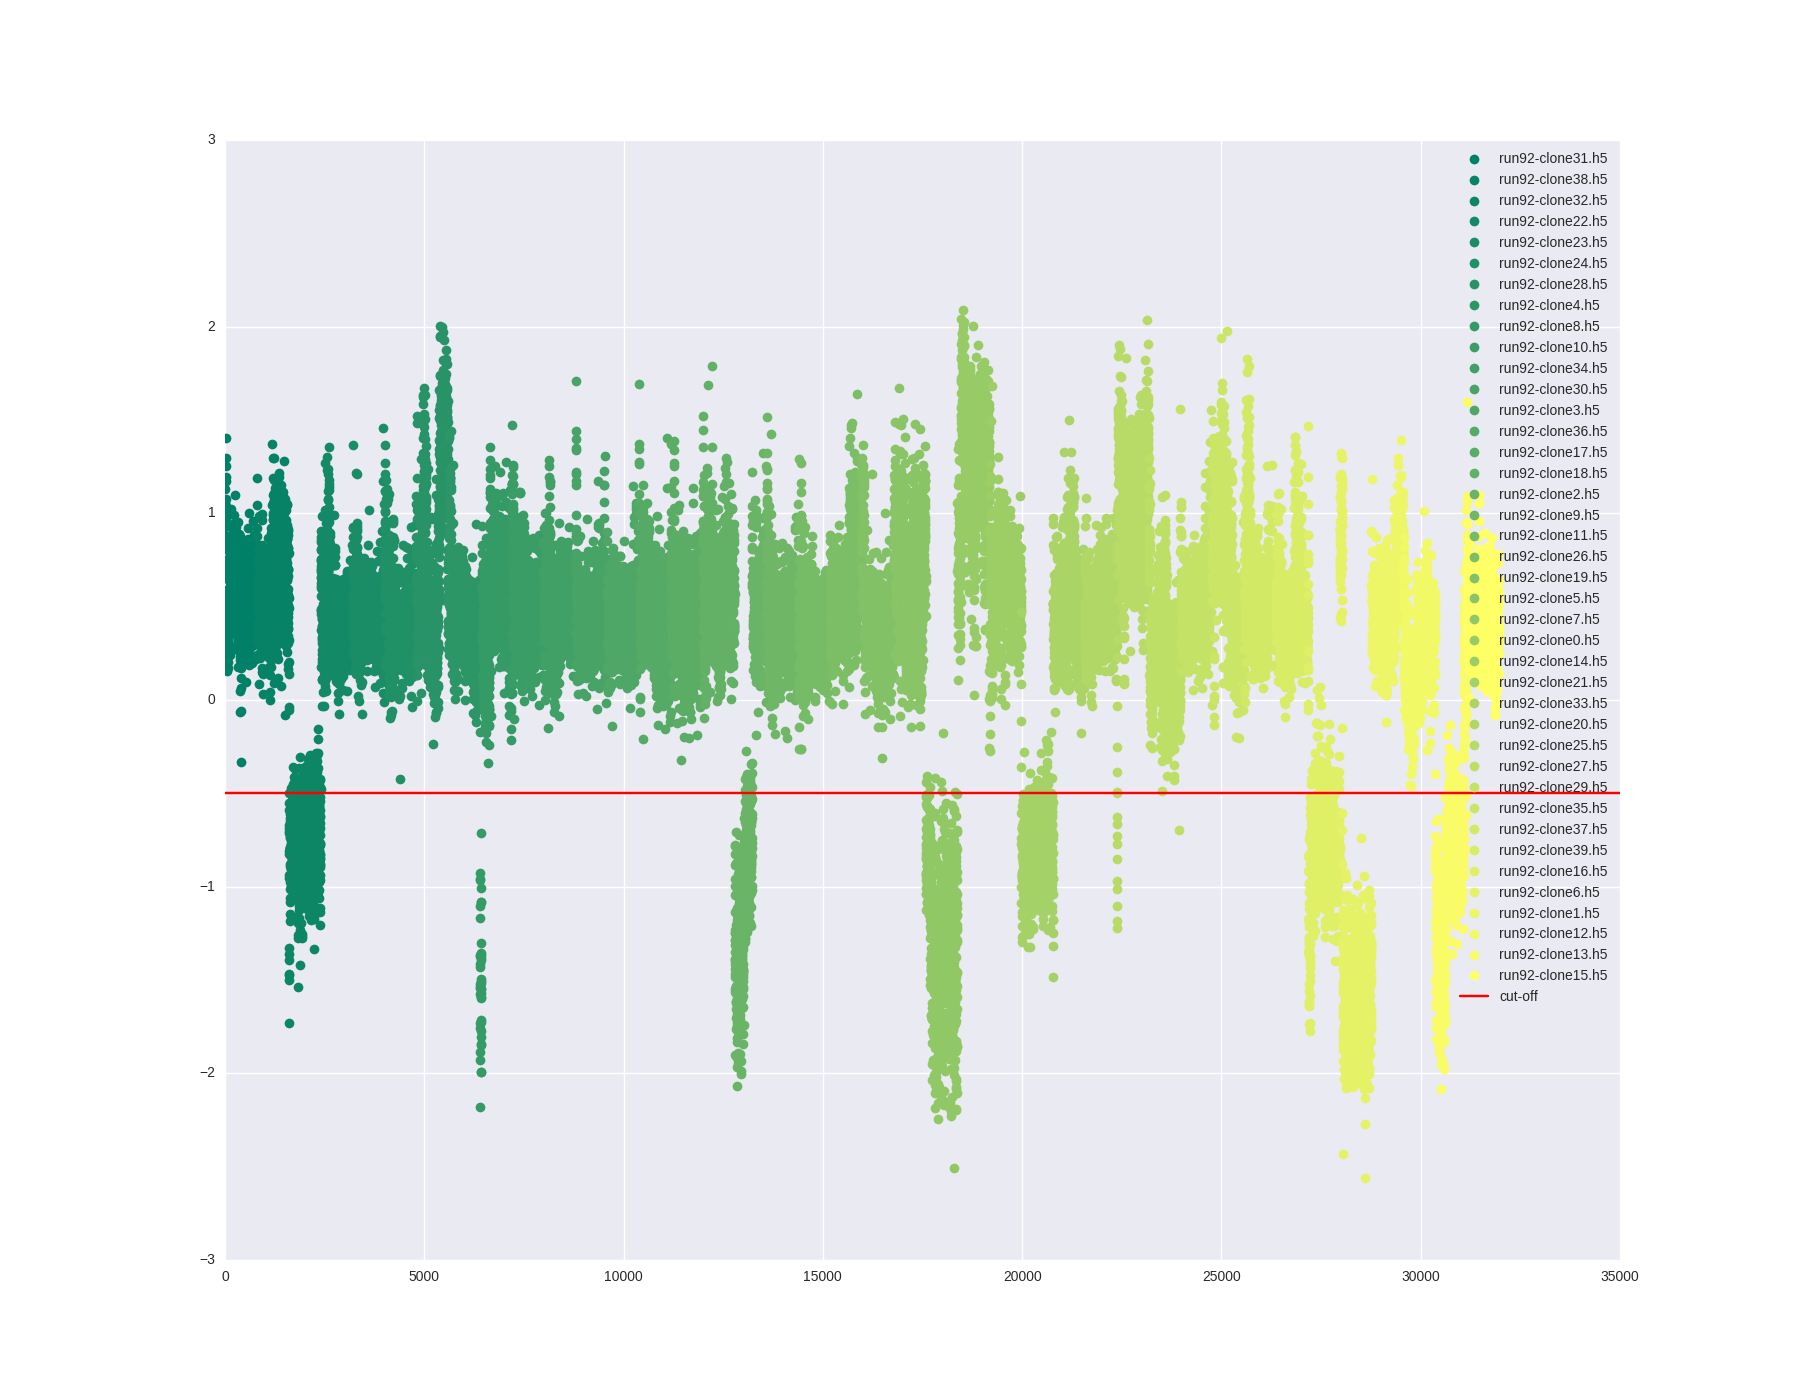 3
2
1
0
−1
−2
−3
0
5000
10000
15000
20000
25000
30000
35000
run92-clone31.h5
run92-clone38.h5
run92-clone32.h5
run92-clone22.h5
run92-clone23.h5
run92-clone24.h5
run92-clone28.h5
run92-clone4.h5
run92-clone8.h5
run92-clone10.h5
run92-clone34.h5
run92-clone30.h5
run92-clone3.h5
run92-clone36.h5
run92-clone17.h5
run92-clone18.h5
run92-clone2.h5
run92-clone9.h5
run92-clone11.h5
run92-clone26.h5
run92-clone19.h5
run92-clone5.h5
run92-clone7.h5
run92-clone0.h5
run92-clone14.h5
run92-clone21.h5
run92-clone33.h5
run92-clone20.h5
run92-clone25.h5
run92-clone27.h5
run92-clone29.h5
run92-clone35.h5
run92-clone37.h5
run92-clone39.h5
run92-clone16.h5
run92-clone6.h5
run92-clone1.h5
run92-clone12.h5
run92-clone13.h5
run92-clone15.h5
cut-off